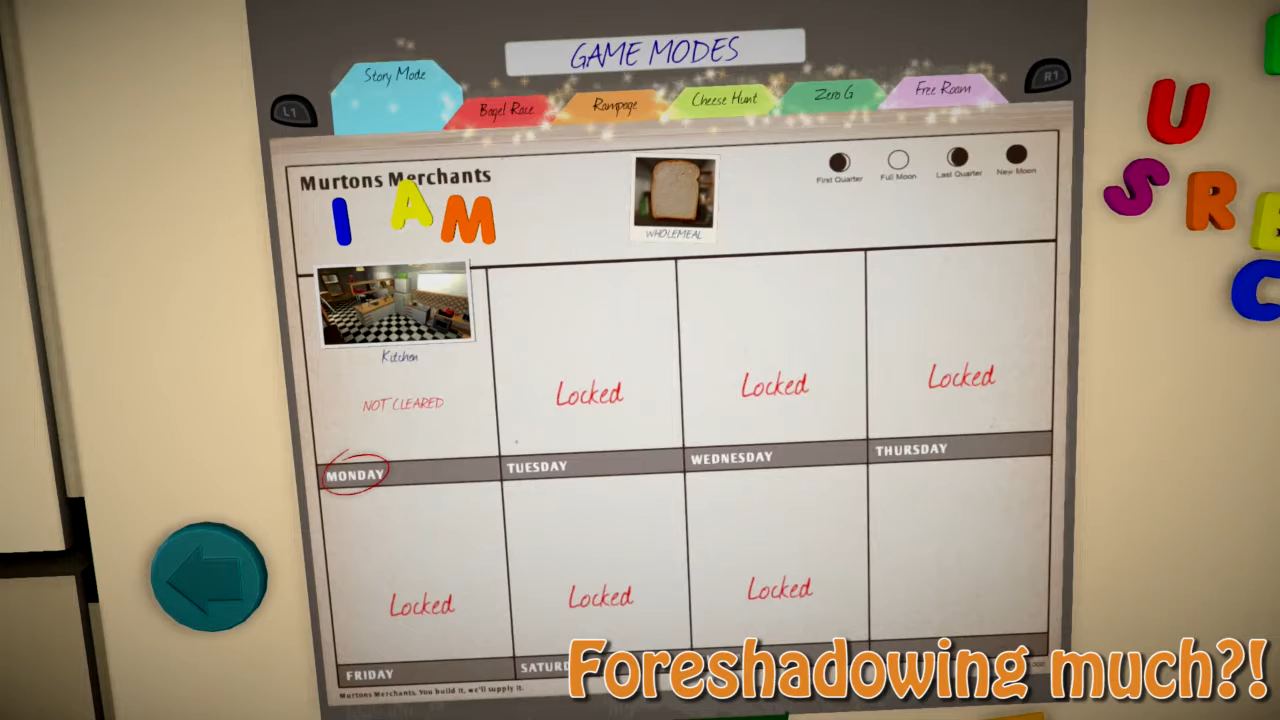 GAME MODES
L1
Story Mode
Bagel Race
Rampage
Cheese Hunt
Zero G
Free Roam
R1
Murtons Merchants
I AM
WHOLEMEAL
First Quarter
Full Moon
Last Quarter
New Moon
U
S R
C
Kitchen
NOT CLEARED
Locked
Locked
Locked
MONDAY
TUESDAY
WEDNESDAY
THURSDAY
Locked
Locked
Locked
FRIDAY
SATURD
Murtons Merchants. You build it, we'll supply it.
Foreshadowing much?!